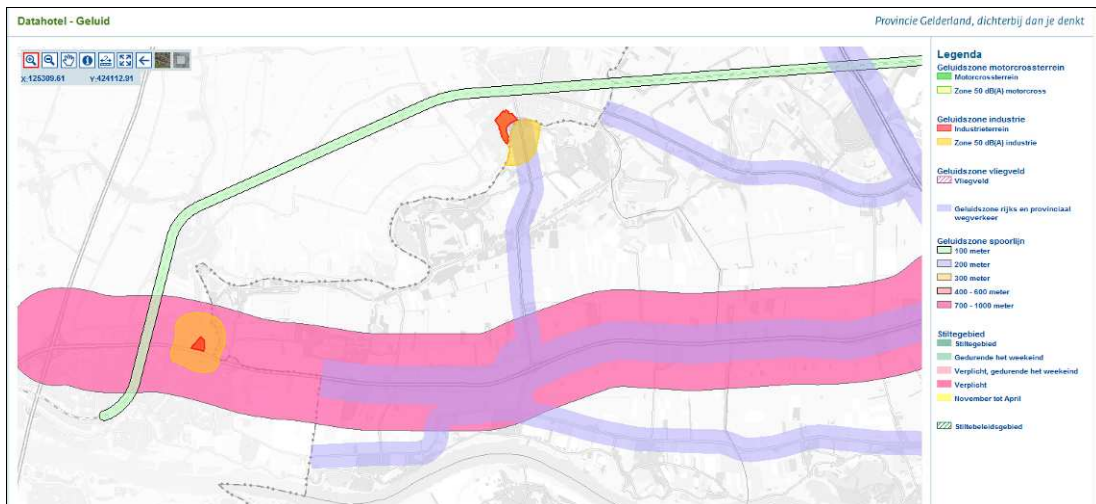 Datahotel - Geluid
Provincie Gelderland, dichterbij dan je denkt
X:125309.61 Y:424112.91
Legenda
Geluidszone motorcrossterrein
Motorcrossterrein
Zone 50 dB(A) motorcross
Geluidszone industrie
Industrieterrein
Zone 50 dB(A) industrie
Geluidszone vliegveld
Vliegveld
Geluidszone rijks en provinciaal
wegverkeer
Geluidszone spoorlijn
100 meter
200 meter
300 meter
400 - 600 meter
700 - 1000 meter
Stiltegebied
Stiltegebied
Gedurende het weekeind
Verplicht, gedurende het weekeind
Verplicht
November tot April
Stiltebeleidsgebied